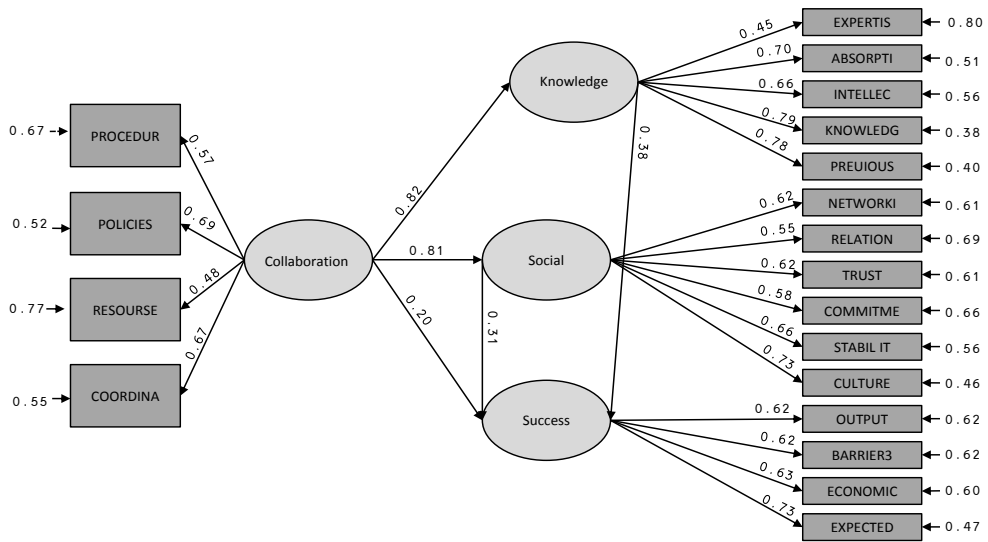 0.67 PROCEDUR 0.57
0.52 POLICIES 0.69
0.77 RESOURSE 0.48
0.55 COORDINA 0.67
Collaboration
0.82
0.81
0.20
Knowledge
0.38
Social
0.31
Success
0.45 EXPERTIS 0.80
0.70 ABSORPTI 0.51
0.66 INTELLEC 0.56
0.79 KNOWLEDG 0.38
0.78 PREUIOUS 0.40
0.62 NETWORKI 0.61
0.55 RELATION 0.69
0.62 TRUST 0.61
0.58 COMMITME 0.66
0.66 STABIL IT 0.56
0.73 CULTURE 0.46
0.62 OUTPUT 0.62
0.62 BARRIER3 0.62
0.63 ECONOMIC 0.60
0.73 EXPECTED 0.47